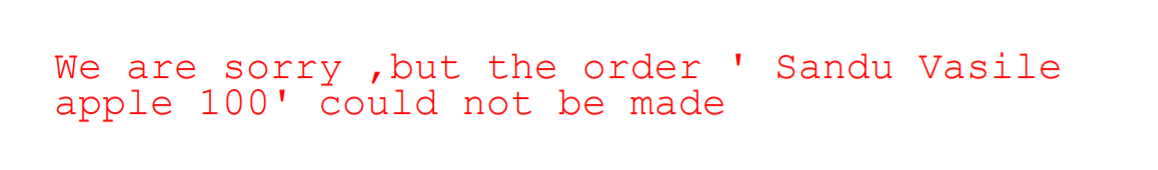 We are sorry ,but the order ' Sandu Vasile
apple 100' could not be made